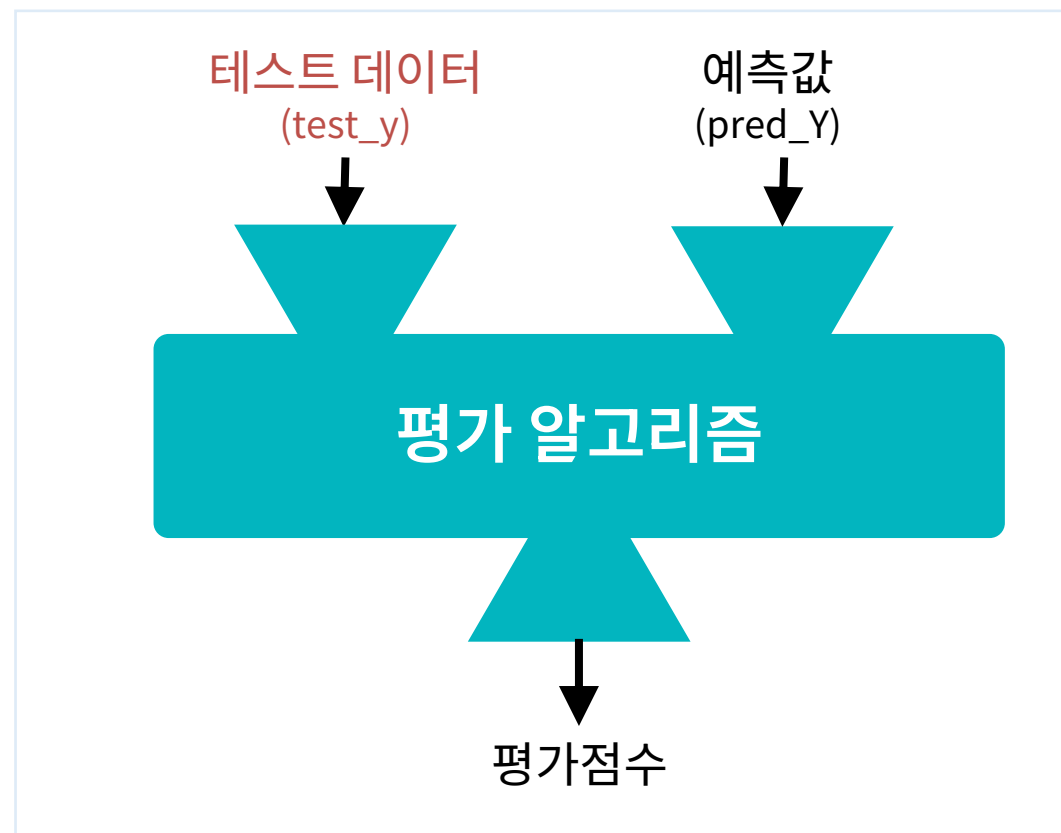 테스트 데이터
(test_y)
예측값
(pred_Y)
평가 알고리즘
평가점수